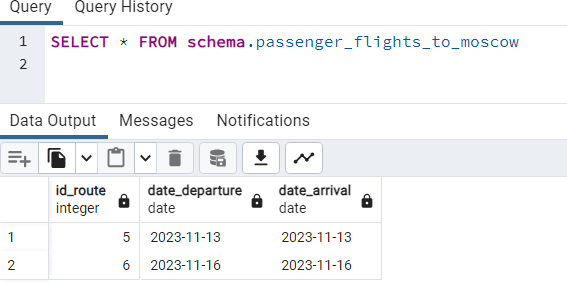 Query Query History
1 SELECT * FROM schema.passenger_flights_to_moscow
2
Data Output Messages Notifications
id_route date_departure date_arrival
integer date date
1 5 2023-11-13 2023-11-13
2 6 2023-11-16 2023-11-16